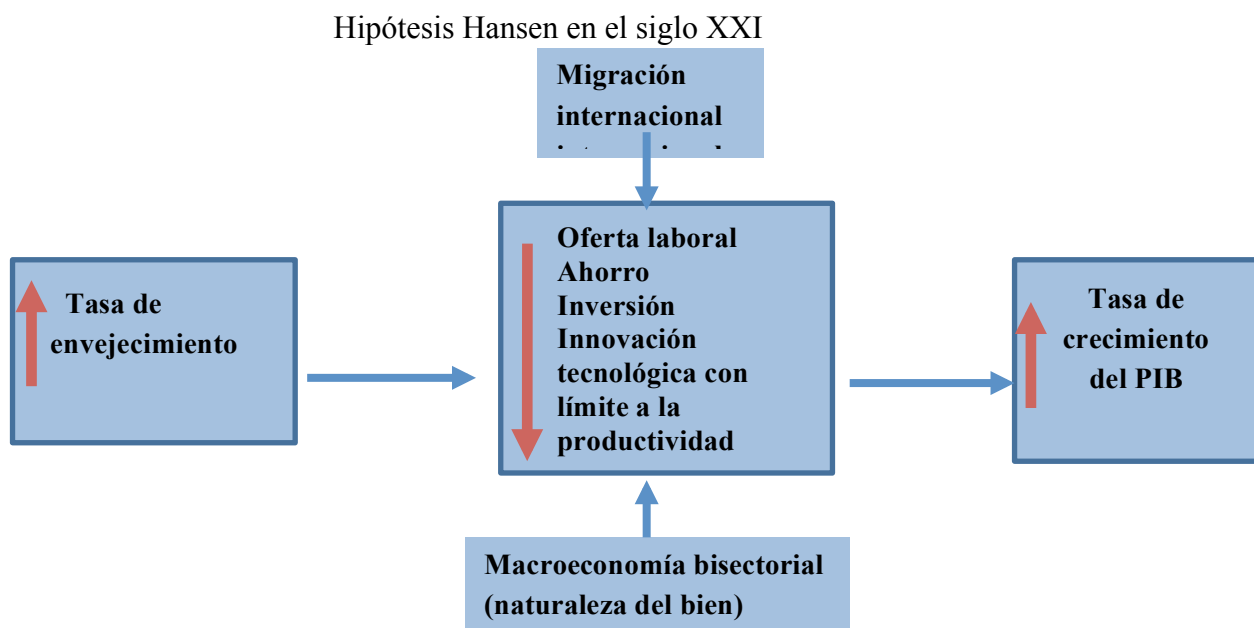 Hipótesis Hansen en el siglo XXI
Migración
internacional
Oferta laboral
Ahorro
Inversión
Innovación
tecnológica con
límite a la
productividad
Tasa de
envejecimiento
Tasa de
crecimiento
del PIB
Macroeconomía bisectorial
(naturaleza del bien)